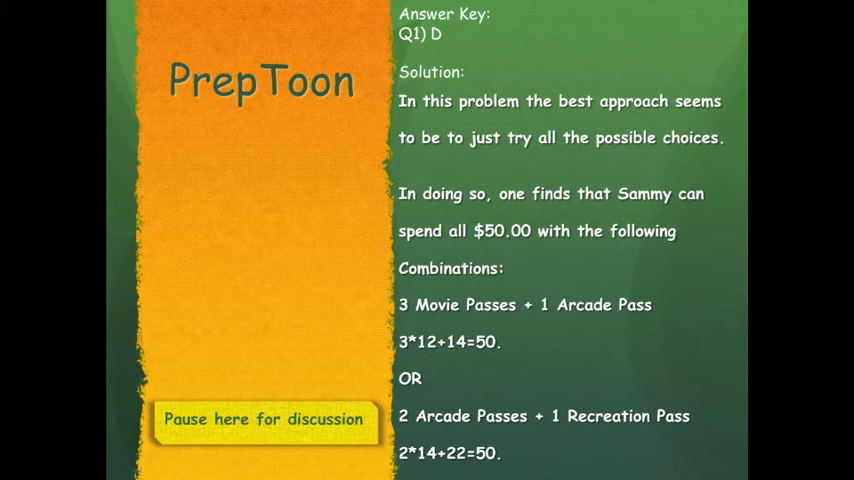 PrepToon
Pause here for discussion
Answer Key:
Q1) D
Solution:
In this problem the best approach seems
to be to just try all the possible choices.
In doing so, one finds that Sammy can
spend all $50.00 with the following
Combinations:
3 Movie Passes + 1 Arcade Pass
3*12+14=50.
OR
2 Arcade Passes + 1 Recreation Pass
2*14+22=50.